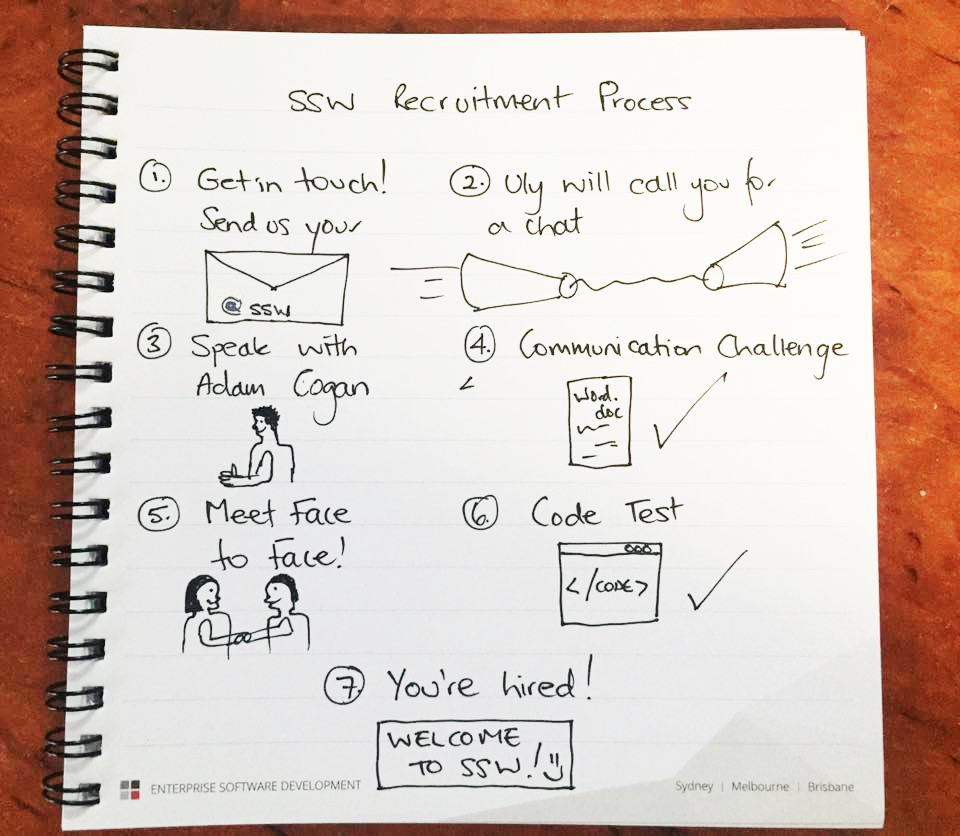 SSW Recruitment Process
1. Get in touch!
Send us your
@ SSW
2. Uly will call you for
a chat
3 Speak with
Adam Cogan
4. Communication Challenge
Word.
doc
5. Meet Face
to Face!
6. Code Test
</CODE>
7. You're hired!
WELCOME
TO SSW!
ENTERPRISE SOFTWARE DEVELOPMENT
Sydney | Melbourne | Brisbane